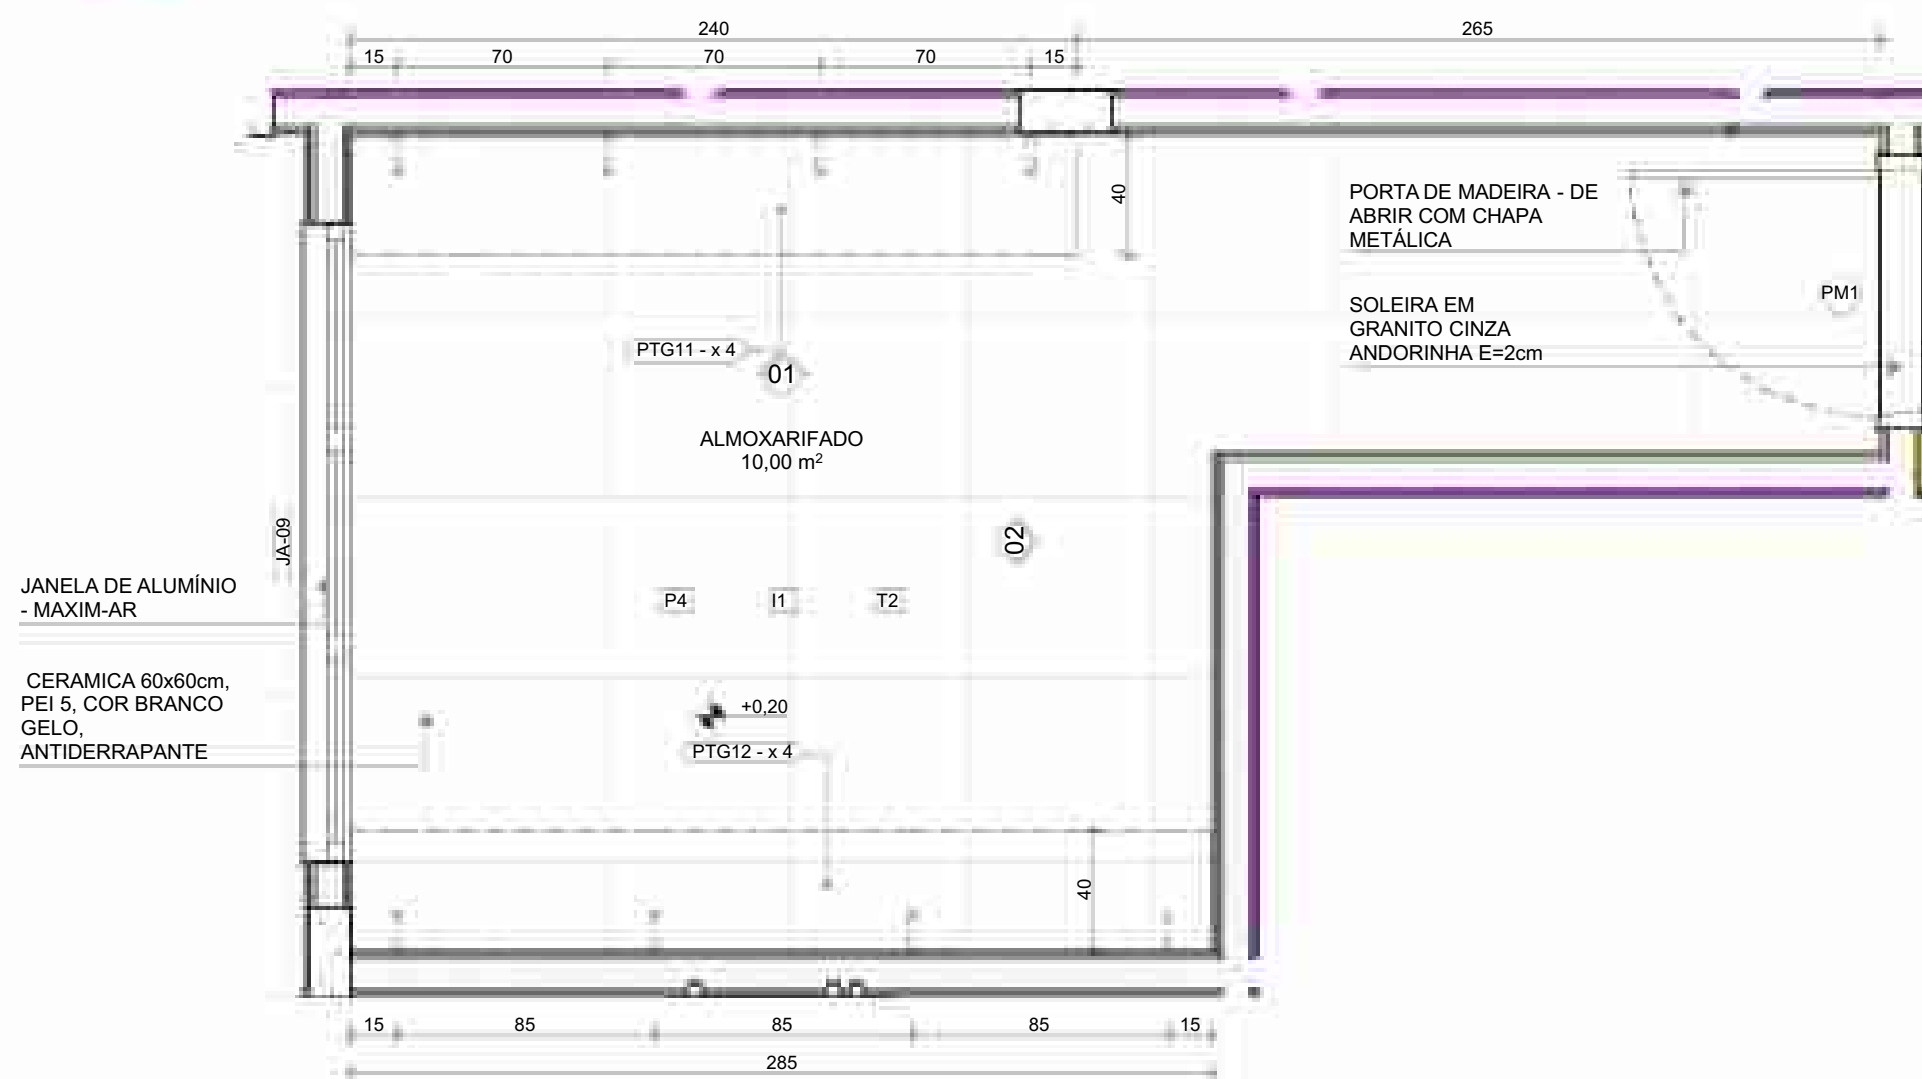 240
265
15
70
70
70
15
40
PORTA DE MADEIRA - DE
ABRIR COM CHAPA
METÁLICA
PM1
SOLEIRA EM
GRANITO CINZA
ANDORINHA E=2cm
PTG11 - x 4
01
ALMOXARIFADO
10,00 m²
JA-09
02
JANELA DE ALUMÍNIO
- MAXIM-AR
P4
I1
T2
CERAMICA 60x60cm,
PEI 5, COR BRANCO
GELO,
ANTIDERRAPANTE
+0,20
PTG12 - x 4
40
15
85
85
85
15
285